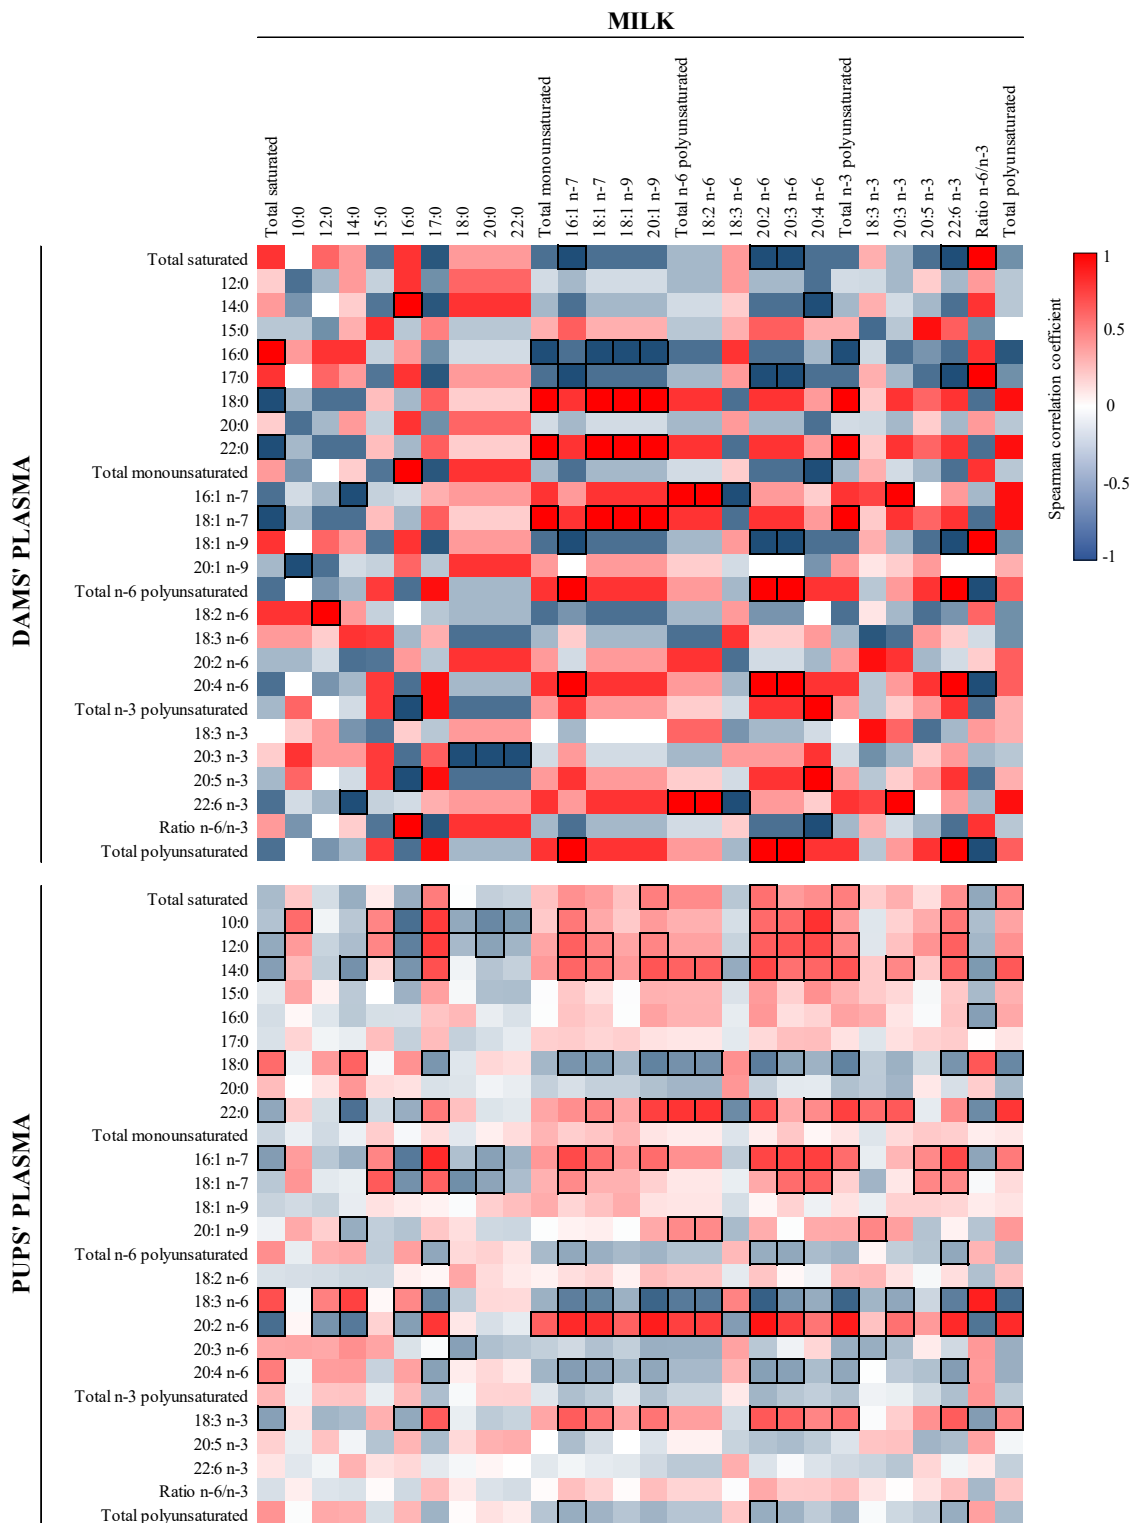 MILK
Total saturated
10:0
12:0
14:0
15:0
16:0
17:0
18:0
20:0
22:0
Total monounsaturated
16:1 n-7
18:1 n-7
18:1 n-9
20:1 n-9
Total n-6 polyunsaturated
18:2 n-6
18:3 n-6
20:2 n-6
20:3 n-6
20:4 n-6
Total n-3 polyunsaturated
18:3 n-3
20:3 n-3
20:5 n-3
22:6 n-3
Ratio n-6/n-3
Total polyunsaturated
DAMS' PLASMA
Total saturated
12:0
14:0
15:0
16:0
17:0
18:0
20:0
22:0
Total monounsaturated
16:1 n-7
18:1 n-7
18:1 n-9
20:1 n-9
Total n-6 polyunsaturated
18:2 n-6
18:3 n-6
20:2 n-6
20:4 n-6
Total n-3 polyunsaturated
18:3 n-3
20:3 n-3
20:5 n-3
22:6 n-3
Ratio n-6/n-3
Total polyunsaturated
1
0.5
0
-0.5
-1
Spearman correlation coefficient
PUPS' PLASMA
Total saturated
10:0
12:0
14:0
15:0
16:0
17:0
18:0
20:0
22:0
Total monounsaturated
16:1 n-7
18:1 n-7
18:1 n-9
20:1 n-9
Total n-6 polyunsaturated
18:2 n-6
18:3 n-6
20:2 n-6
20:3 n-6
20:4 n-6
Total n-3 polyunsaturated
18:3 n-3
20:5 n-3
22:6 n-3
Ratio n-6/n-3
Total polyunsaturated